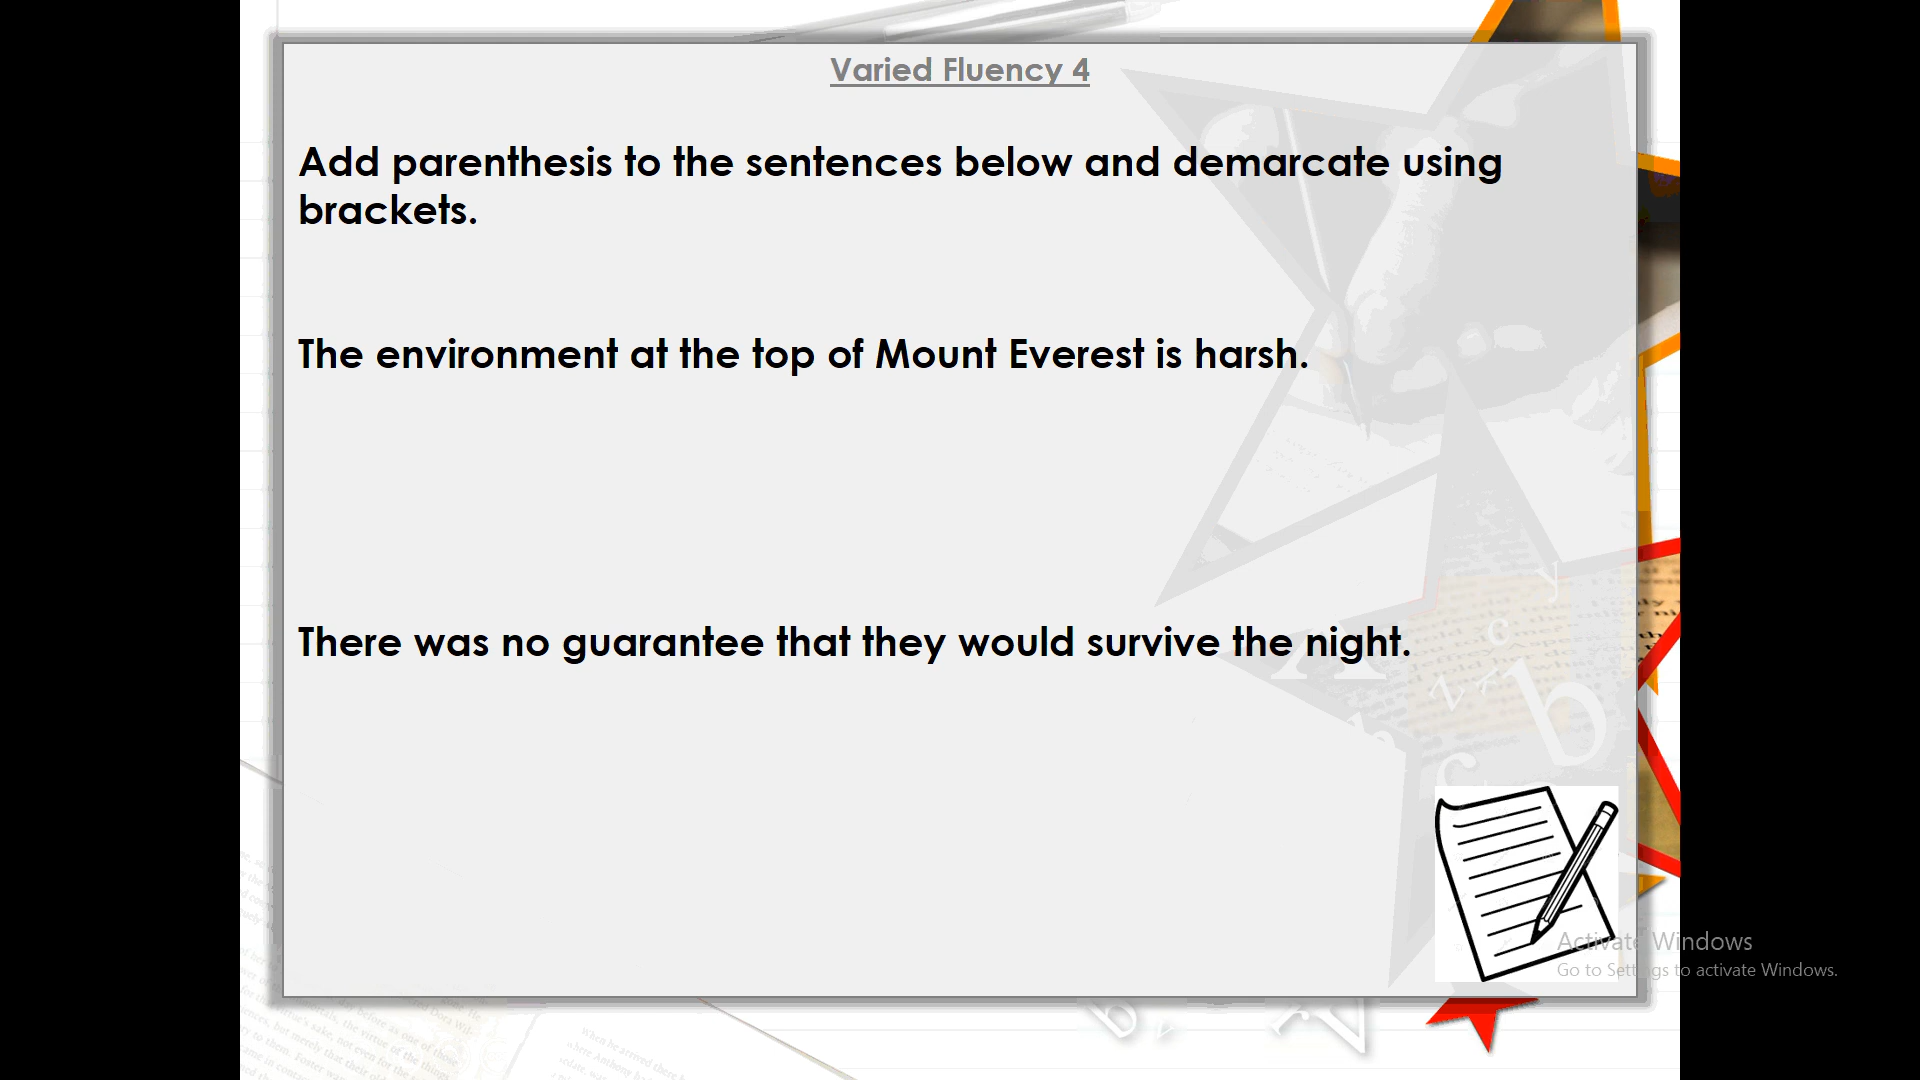 Varied Fluency 4
Add parenthesis to the sentences below and demarcate using
brackets.
The environment at the top of Mount Everest is harsh.
There was no guarantee that they would survive the night.
Activate Windows
Go to Settings to activate Windows.